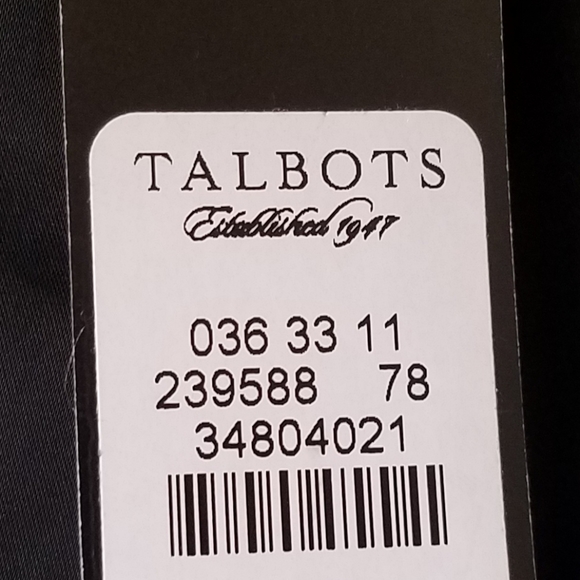 TALBOTS
Established 1947
036 33 11
239588 78
34804021